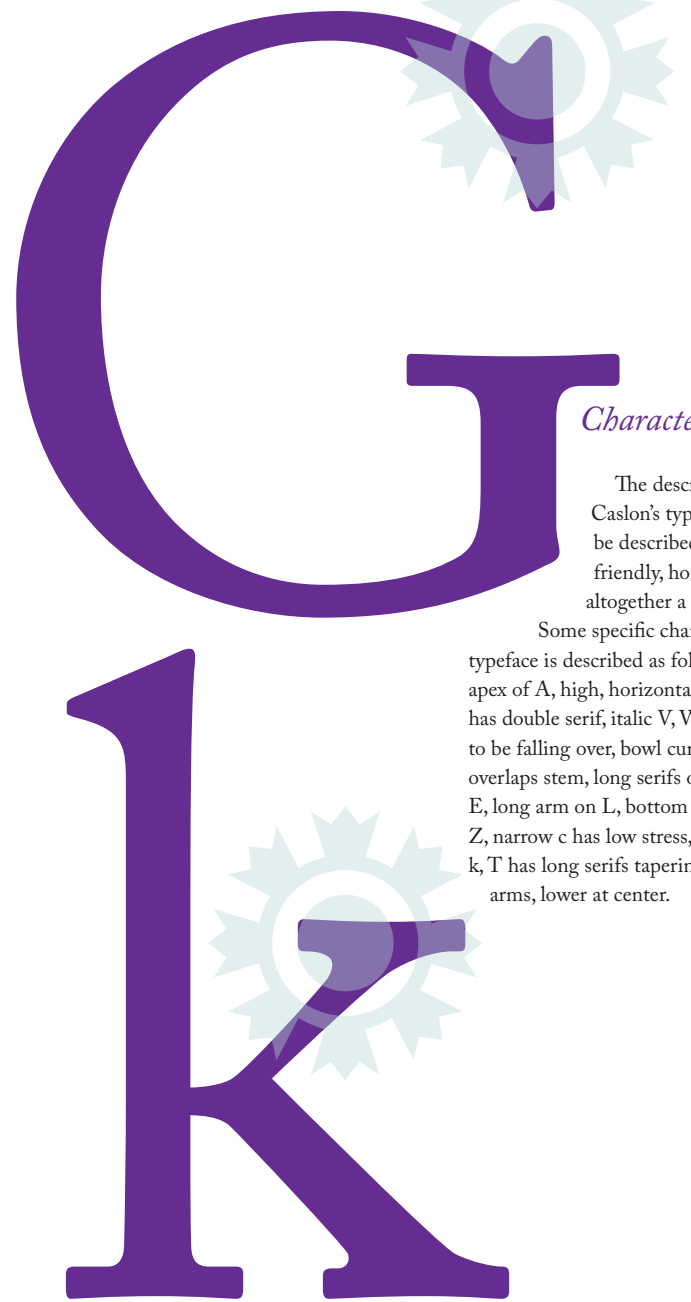 G
Characte
The descr
Caslon’s typ
be described
friendly, ho
altogether a
Some specific char
typeface is described as fol
apex of A, high, horizonta
has double serif, italic V, W
to be falling over, bowl cur
overlaps stem, long serifs o
E, long arm on L, bottom
Z, narrow c has low stress,
k, T has long serifs taperin
arms, lower at center.
k